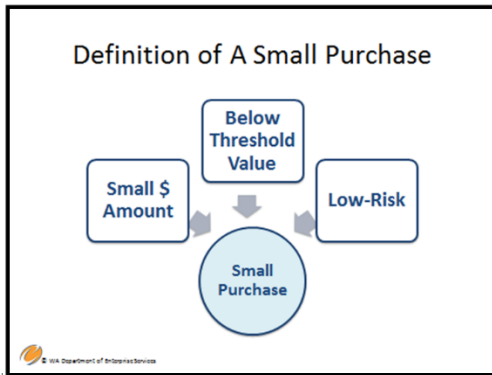 Definition of A Small Purchase
Below
Threshold
Value
Small $
Amount
Low-Risk
Small
Purchase
© WA Department of Enterprise Services